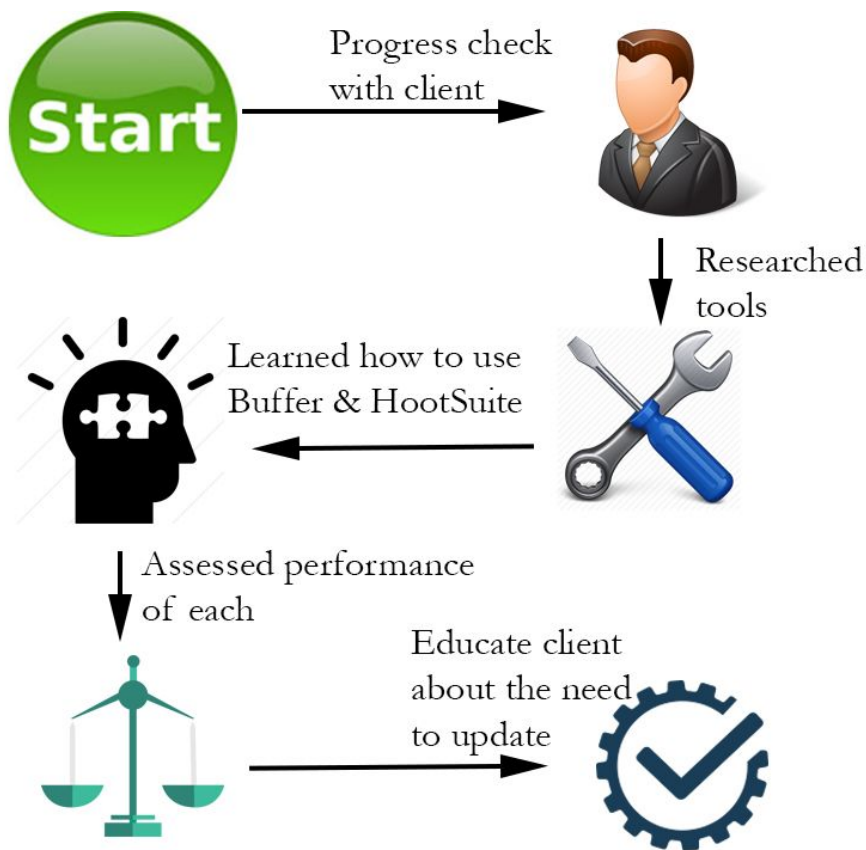 Start
Progress check
with client
Researched
tools
Learned how to use
Buffer & HootSuite
Assessed performance
of each
Educate client
about the need
to update